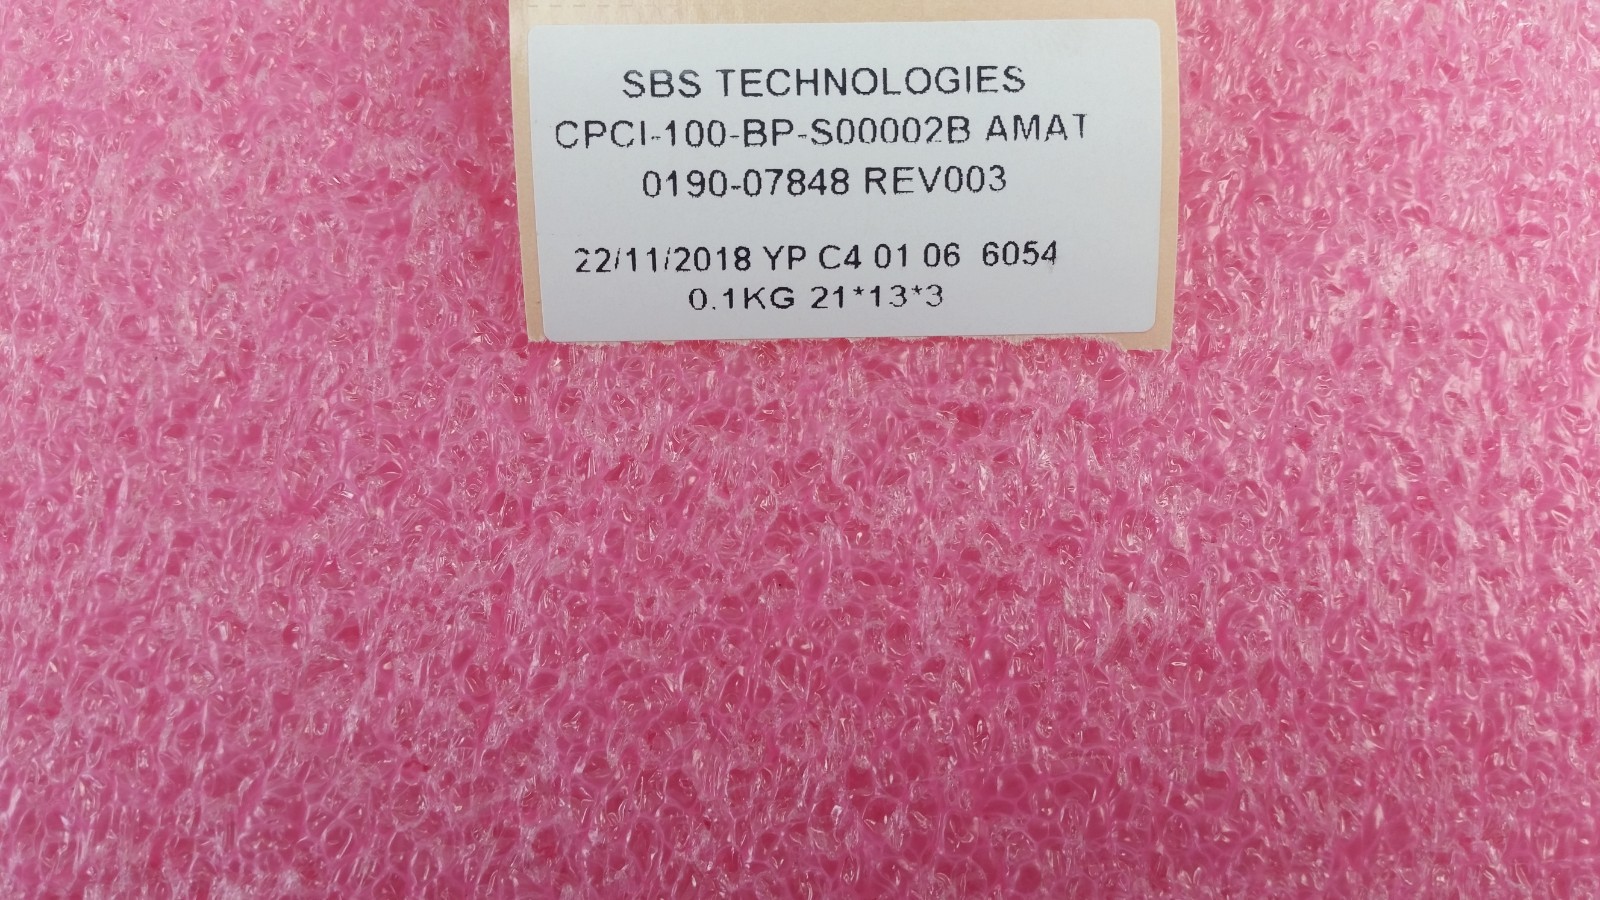 SBS TECHNOLOGIES
CPCI-100-BP-S00002B AMAT
0190-07848 REV003
22/11/2018 YP C4 01 06 6054
0.1KG 21*13*3